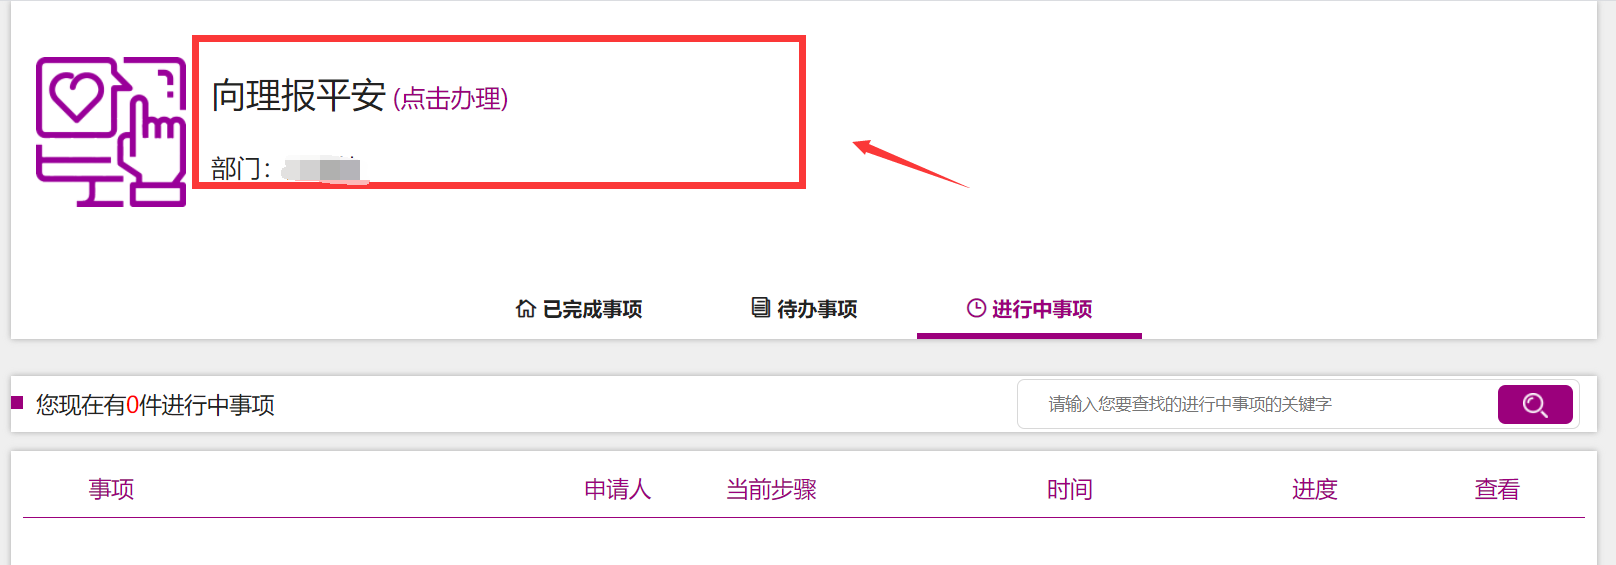 向理报平安 (点击办理)
部门：
已完成事项 待办事项 进行中事项
您现在有0件进行中事项 请输入您要查找的进行中事项的关键字
事项 申请人 当前步骤 时间 进度 查看